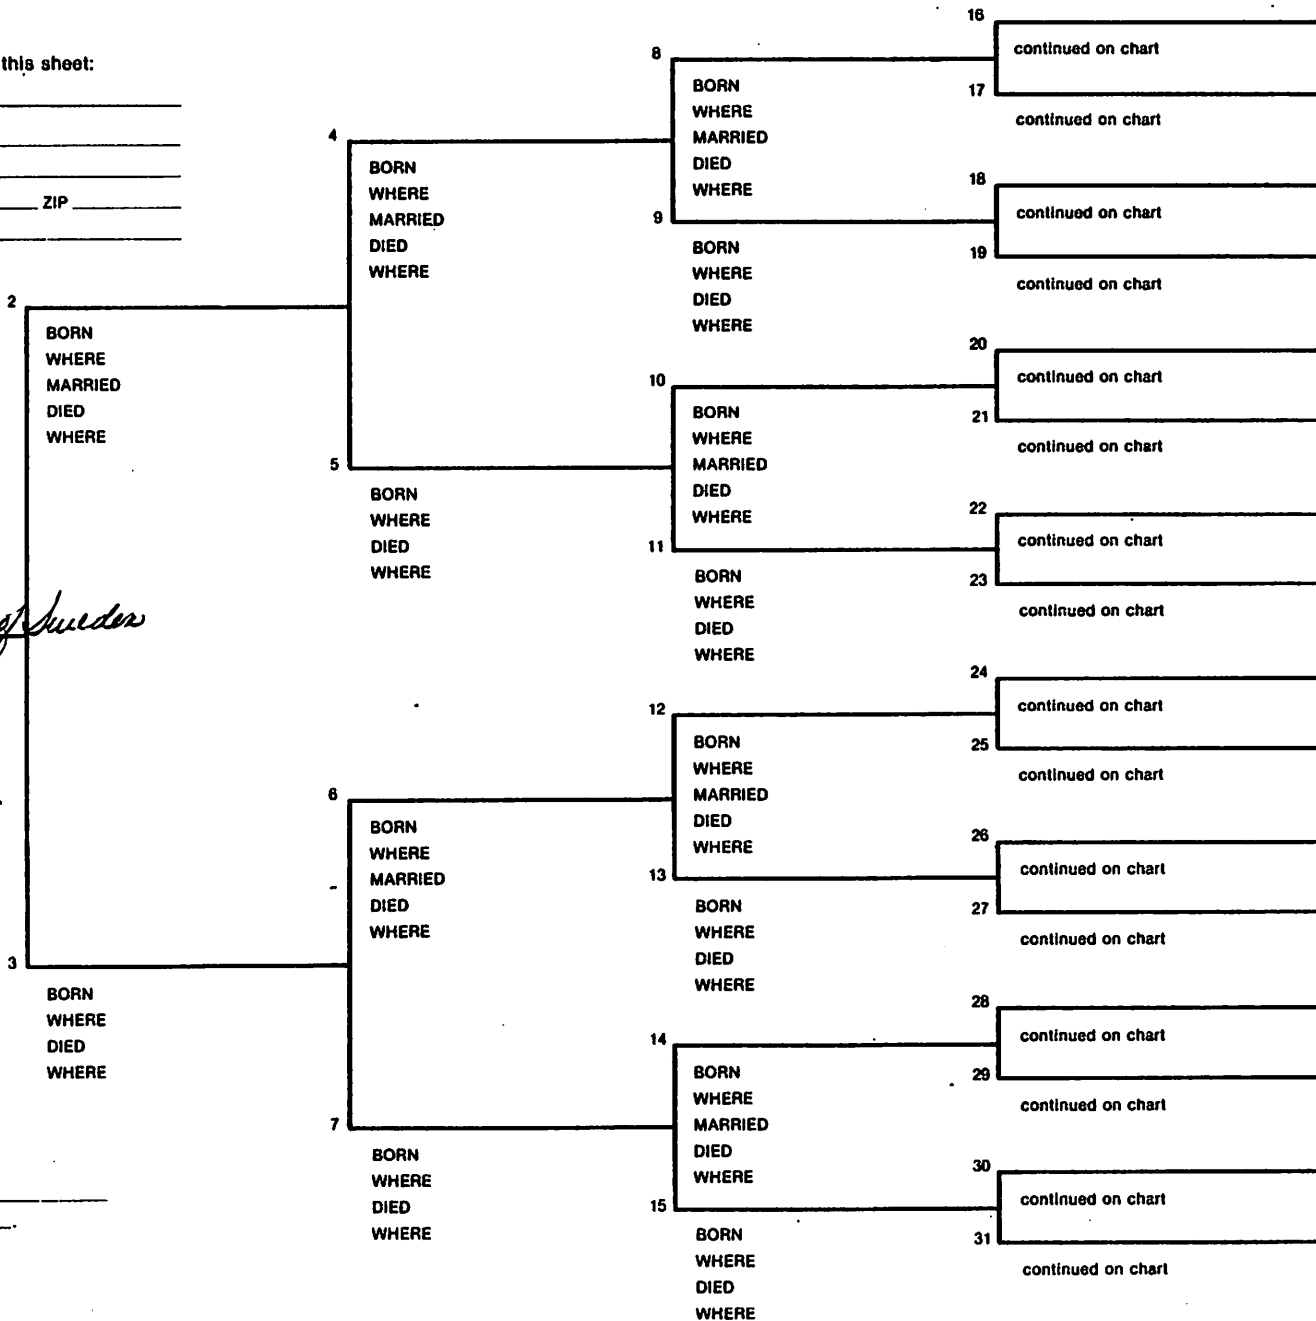 this sheet:
ZIP
2
BORN
WHERE
MARRIED
DIED
WHERE
of Sweden
3
BORN
WHERE
DIED
WHERE
4
BORN
WHERE
MARRIED
DIED
WHERE
5
BORN
WHERE
DIED
WHERE
6
BORN
WHERE
MARRIED
DIED
WHERE
7
BORN
WHERE
DIED
WHERE
8
BORN
WHERE
MARRIED
DIED
WHERE
9
BORN
WHERE
DIED
WHERE
10
BORN
WHERE
MARRIED
DIED
WHERE
11
BORN
WHERE
DIED
WHERE
12
BORN
WHERE
MARRIED
DIED
WHERE
13
BORN
WHERE
DIED
WHERE
14
BORN
WHERE
MARRIED
DIED
WHERE
15
BORN
WHERE
DIED
WHERE
16
continued on chart
17
continued on chart
18
continued on chart
19
continued on chart
20
continued on chart
21
continued on chart
22
continued on chart
23
continued on chart
24
continued on chart
25
continued on chart
26
continued on chart
27
continued on chart
28
continued on chart
29
continued on chart
30
continued on chart
31
continued on chart